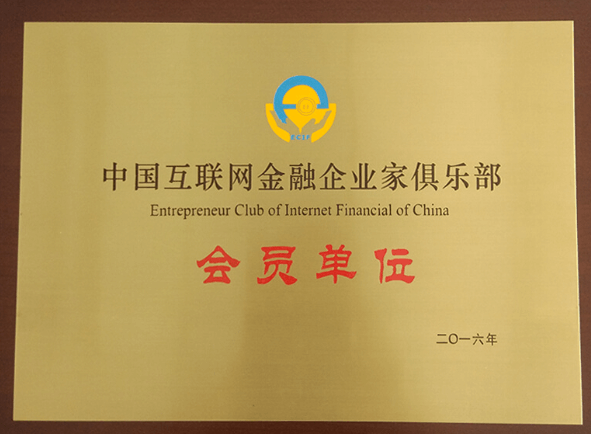 中国互联网金融企业家俱乐部
Entrepreneur Club of Internet Financial of China
会员单位
二〇一六年